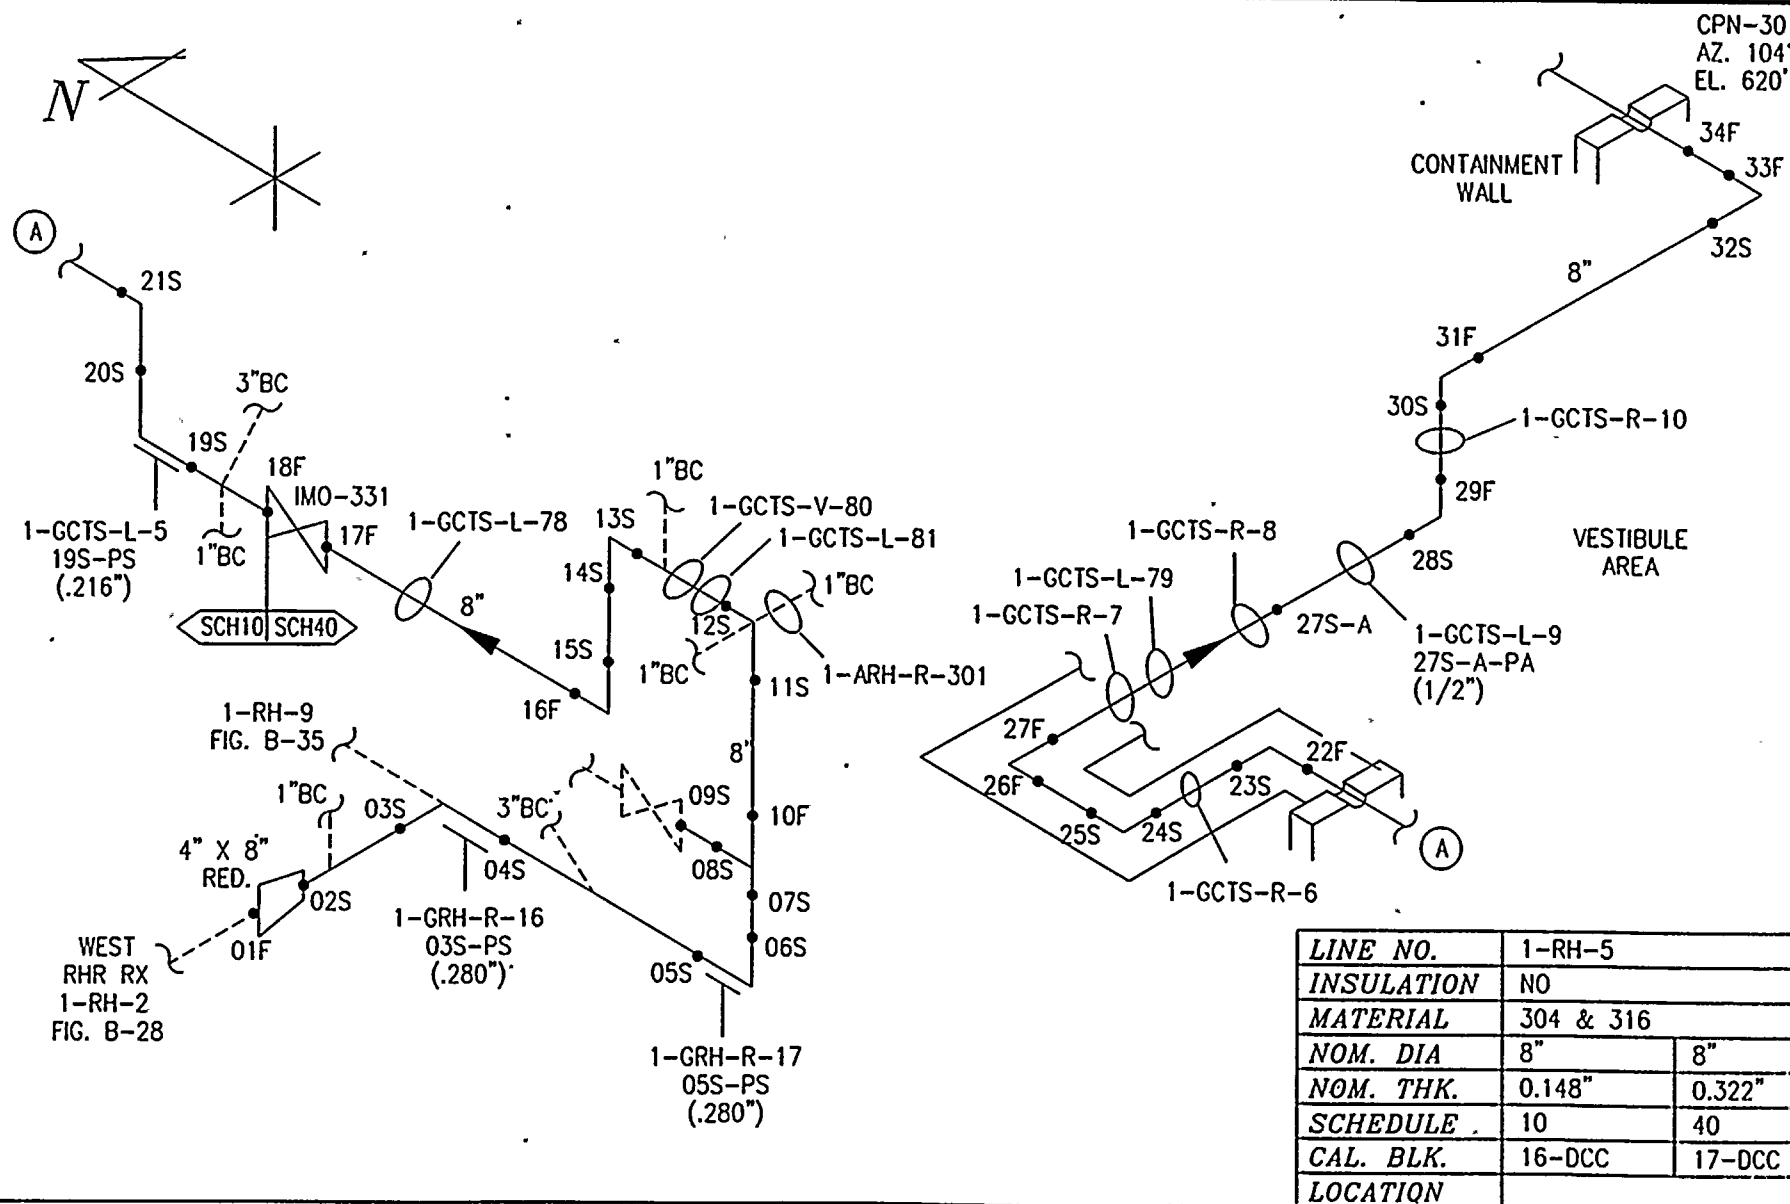 CPN-30
AZ. 104°
EL. 620'
N
34F
33F
CONTAINMENT
WALL
32S
A
21S
8"
20S
3"BC
31F
30S
1-GCTS-R-10
19S
18F
IMO-331
1"BC
29F
1-GCTS-L-5
19S-PS
(.216")
1"BC
17F
1-GCTS-L-78
13S
1-GCTS-V-80
1-GCTS-L-81
1-GCTS-R-8
VESTIBULE
AREA
28S
14S
1"BC
1-GCTS-L-79
1-GCTS-R-7
SCH10
SCH40
8"
12S
27S-A
1-GCTS-L-9
27S-A-PA
(1/2")
15S
1"BC
1-ARH-R-301
11S
16F
1-RH-9
FIG. B-35
27F
8"
22F
1"BC
03S
3"BC
09S
10F
26F
23S
25S
24S
4" X 8"
RED.
04S
08S
A
02S
07S
1-GCTS-R-6
01F
1-GRH-R-16
03S-PS
(.280")
06S
WEST
RHR RX
1-RH-2
FIG. B-28
05S
1-GRH-R-17
05S-PS
(.280")
LINE NO. 1-RH-5
INSULATION NO
MATERIAL 304 & 316
NOM. DIA 8" 8"
NOM. THK. 0.148" 0.322"
SCHEDULE 10 40
CAL. BLK. 16-DCC 17-DCC
LOCATION